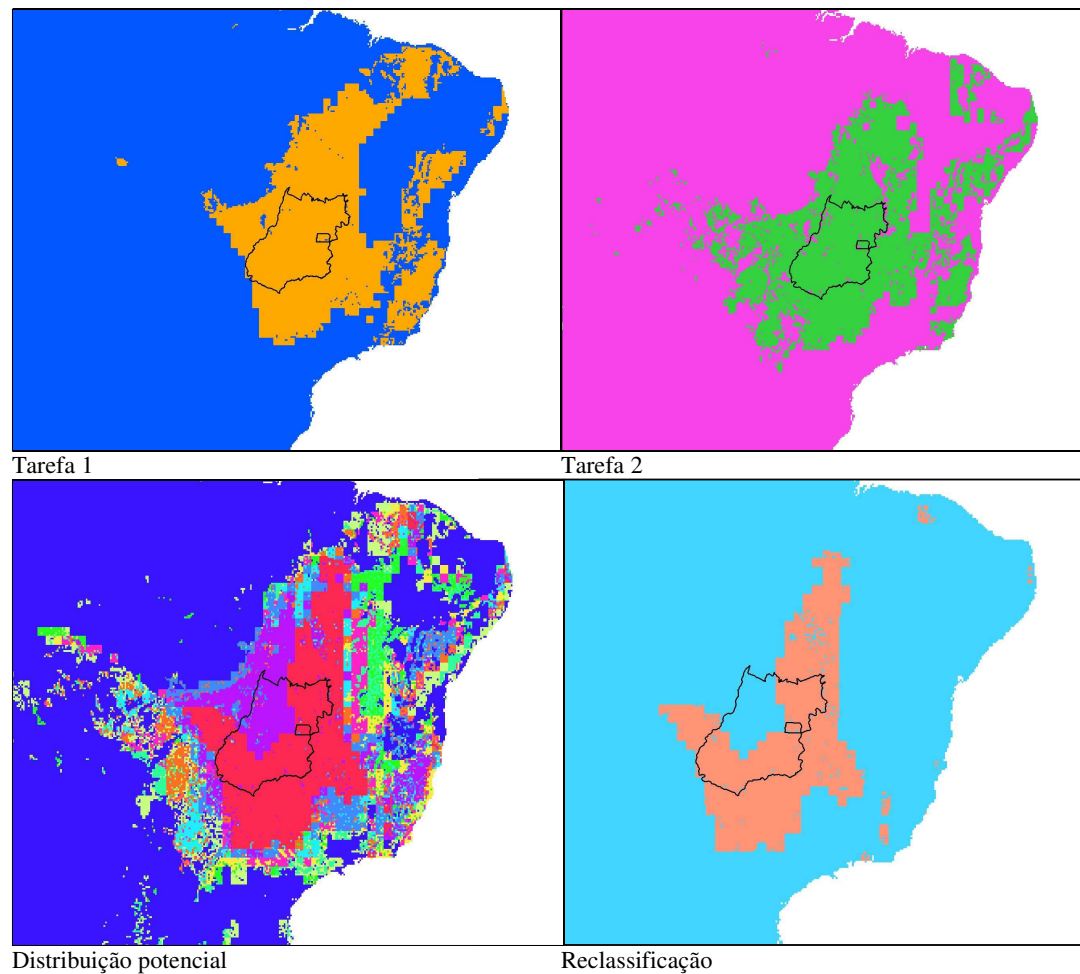 Tarefa 1
Tarefa 2
Distribuição potencial
Reclassificação